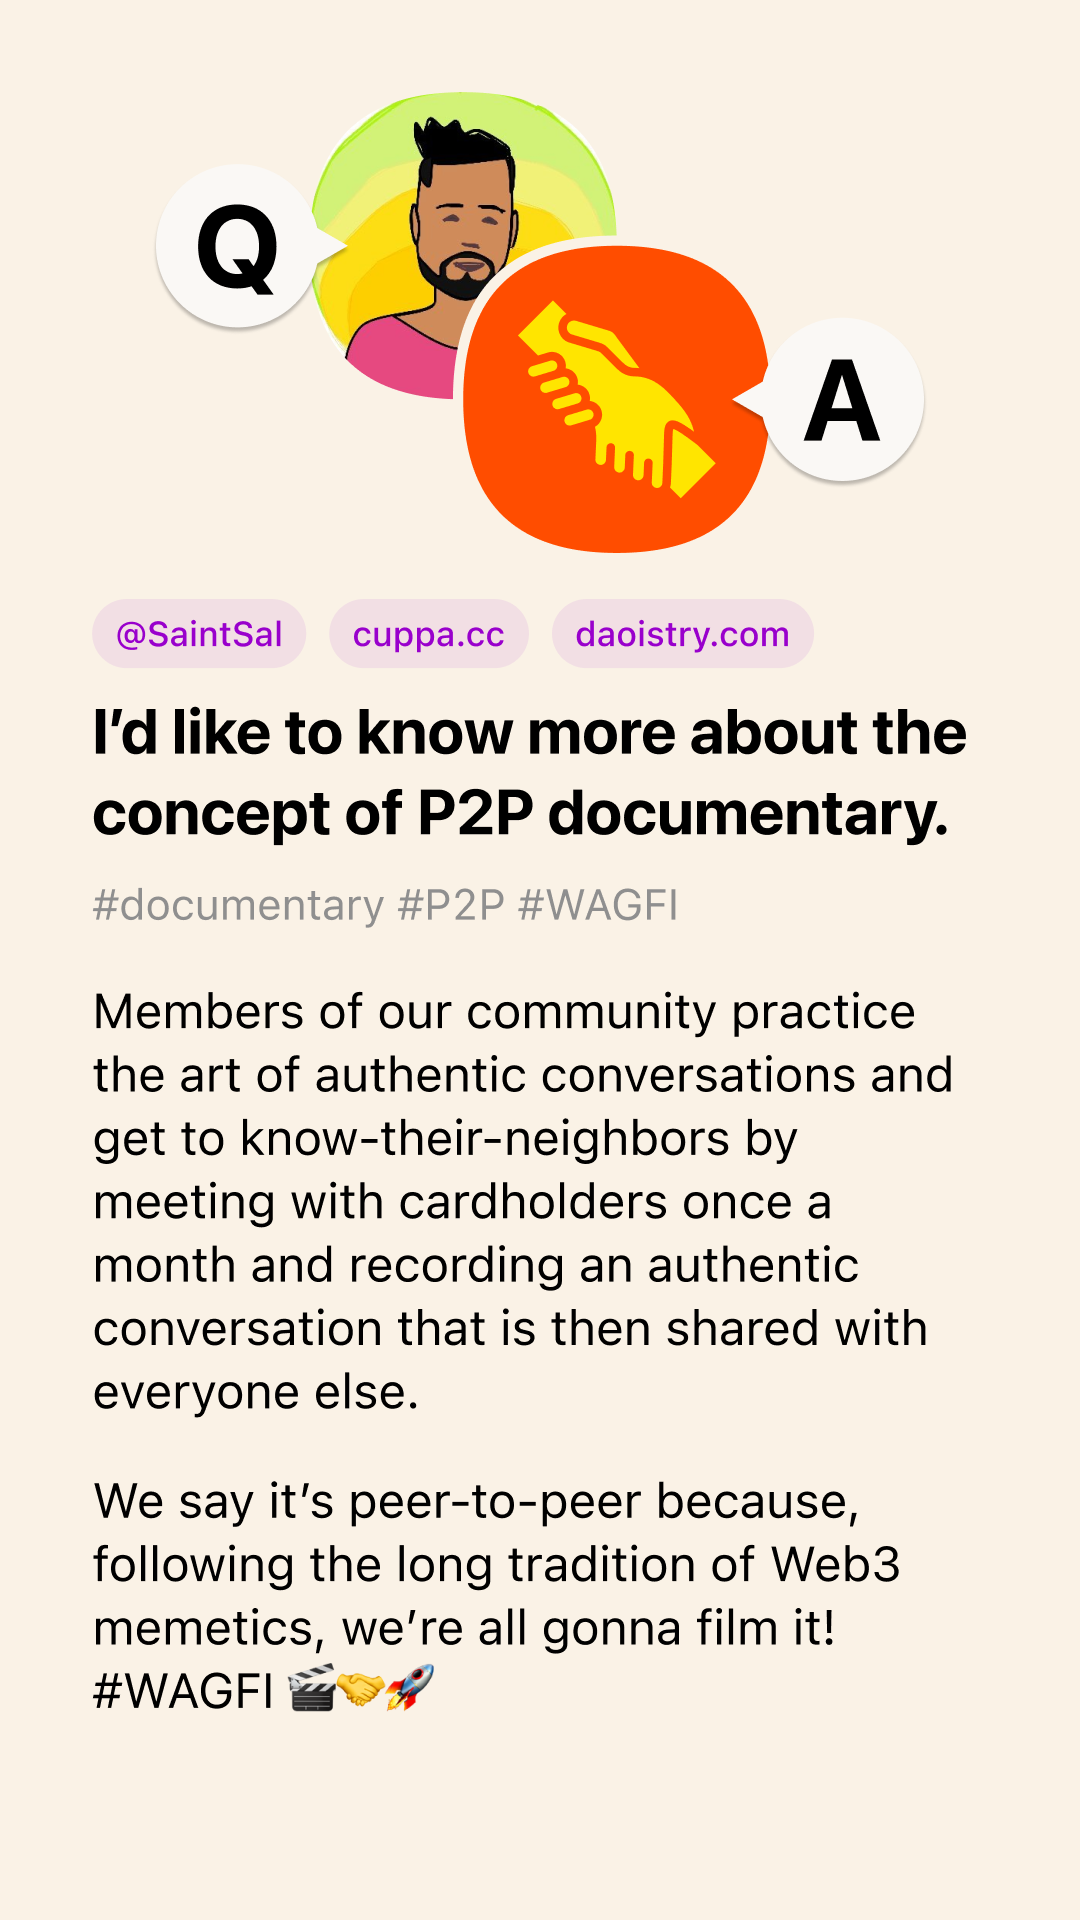 Q
A
@SaintSal cuppa.cc daoistry.com
I’d like to know more about the
concept of P2P documentary.
#documentary #P2P #WAGFI
Members of our community practice
the art of authentic conversations and
get to know-their-neighbors by
meeting with cardholders once a
month and recording an authentic
conversation that is then shared with
everyone else.
We say it’s peer-to-peer because,
following the long tradition of Web3
memetics, we’re all gonna film it!
#WAGFI 🎬🤝🚀